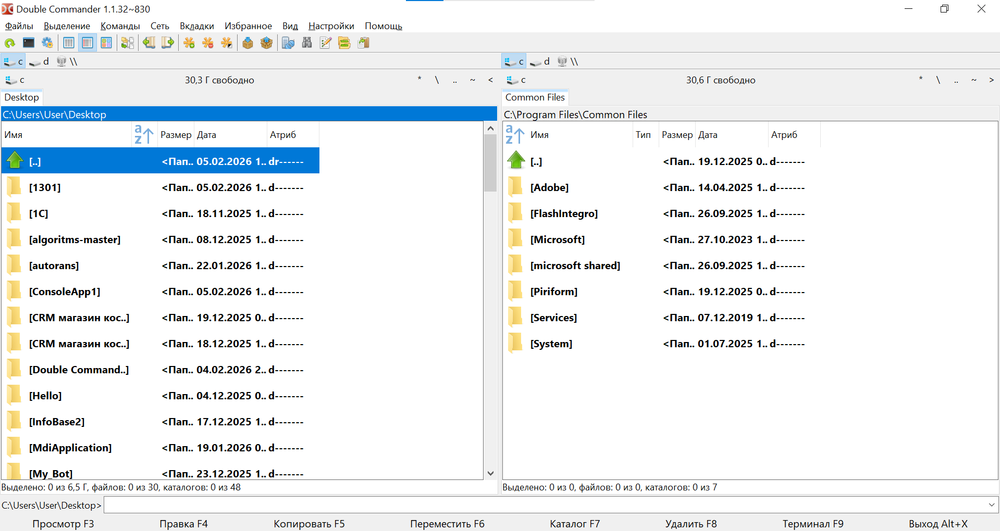 Double Commander 1.1.32~830
Файлы Выделение Команды Сеть Вкладки Избранное Вид Настройки Помощь
c d \\
c d \\
c 30,3 Г свободно * \ .. ~ <
c 30,6 Г свободно * \ .. ~ >
Desktop
Common Files
C:\Users\User\Desktop
Имя Размер Дата Атриб
[..] <Пап.. 05.02.2026 1.. dr------
[1301] <Пап.. 05.02.2026 1.. d-------
[1C] <Пап.. 18.11.2025 1.. d-------
[algoritms-master] <Пап.. 08.12.2025 1.. d-------
[autorans] <Пап.. 22.01.2026 1.. d-------
[ConsoleApp1] <Пап.. 05.02.2026 1.. d-------
[CRM магазин кос..] <Пап.. 19.12.2025 0.. d-------
[CRM магазин кос..] <Пап.. 18.12.2025 1.. d-------
[Double Command..] <Пап.. 04.02.2026 2.. d-------
[Hello] <Пап.. 04.12.2025 0.. d-------
[InfoBase2] <Пап.. 17.12.2025 1.. d-------
[MdiApplication] <Пап.. 19.01.2026 0.. d-------
[My_Bot] <Пап.. 23.12.2025 1.. d-------
Выделено: 0 из 6,5 Г, файлов: 0 из 30, каталогов: 0 из 48
C:\Program Files\Common Files
Имя Тип Размер Дата Атриб
[..] <Пап.. 19.12.2025 0.. d-------
[Adobe] <Пап.. 14.04.2025 1.. d-------
[FlashIntegro] <Пап.. 26.09.2025 1.. d-------
[Microsoft] <Пап.. 27.10.2023 1.. d-------
[microsoft shared] <Пап.. 26.09.2025 1.. d-------
[Piriform] <Пап.. 19.12.2025 0.. d-------
[Services] <Пап.. 07.12.2019 1.. d-------
[System] <Пап.. 01.07.2025 1.. d-------
Выделено: 0 из 0, файлов: 0 из 0, каталогов: 0 из 7
C:\Users\User\Desktop>
Просмотр F3 Правка F4 Копировать F5 Переместить F6 Каталог F7 Удалить F8 Терминал F9 Выход Alt+X